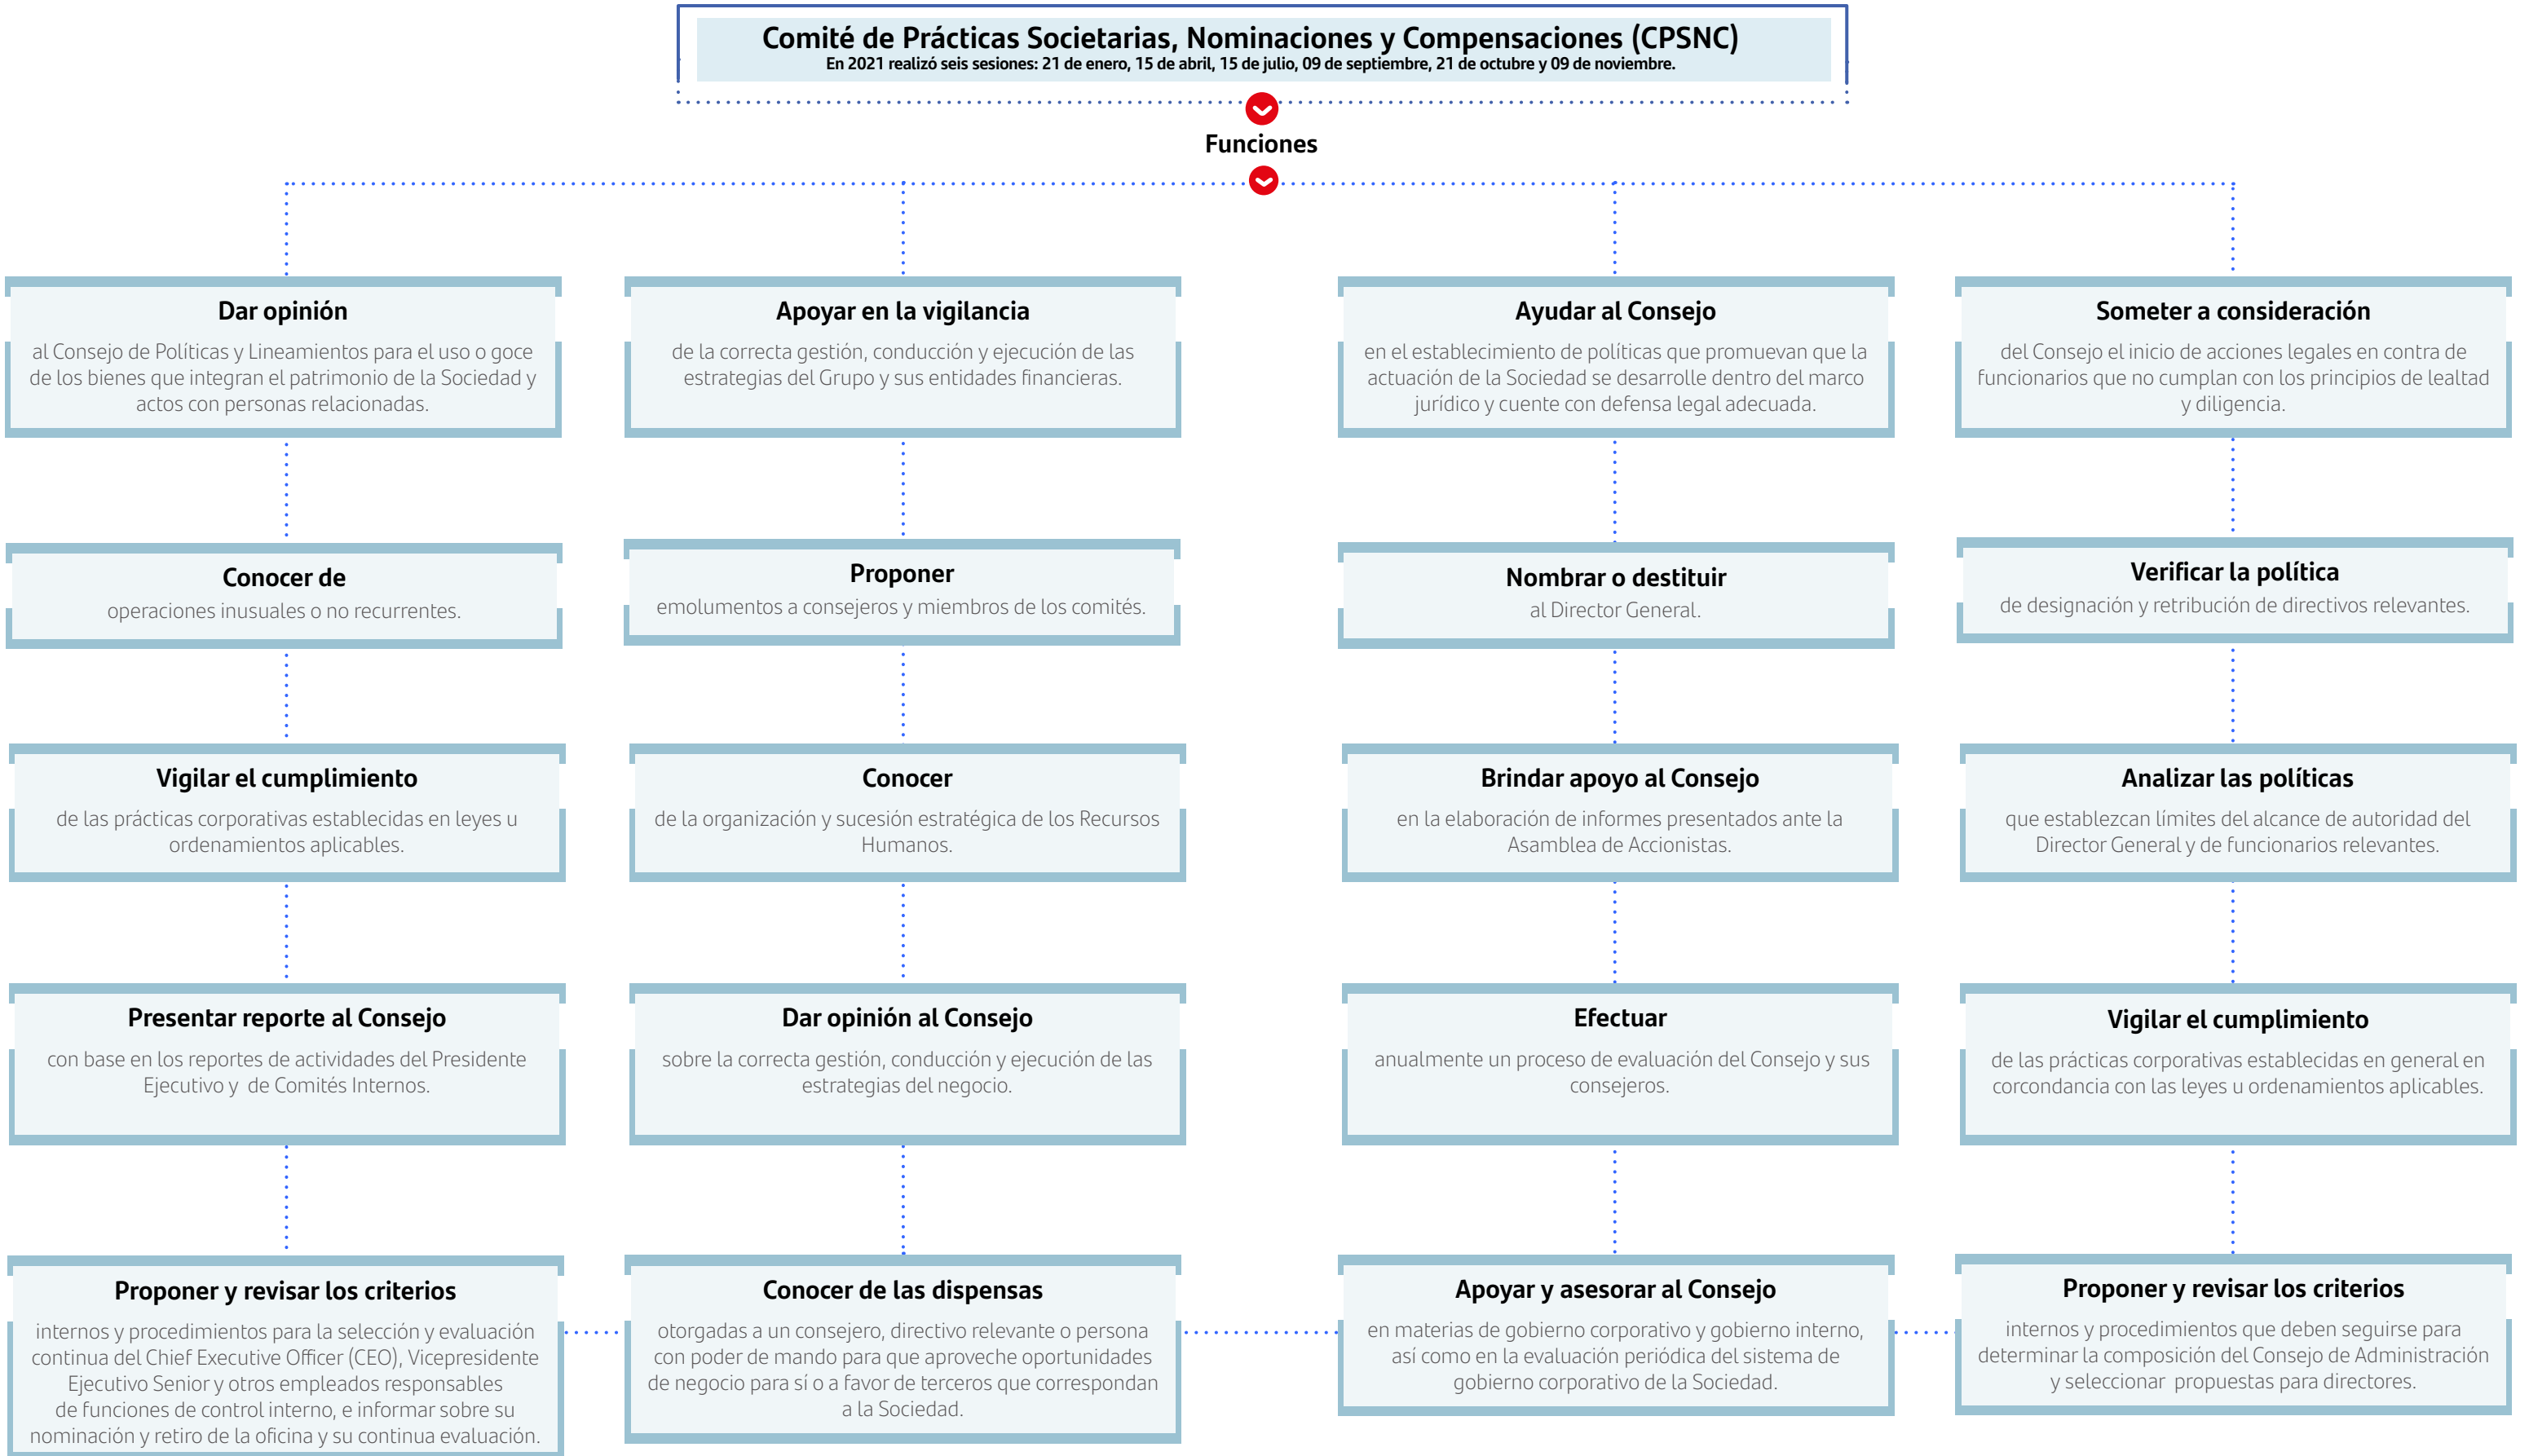 Comité de Prácticas Societarias, Nominaciones y Compensaciones (CPSNC)
En 2021 realizó seis sesiones: 21 de enero, 15 de abril, 15 de julio, 09 de septiembre, 21 de octubre y 09 de noviembre.
Funciones
Dar opinión
al Consejo de Políticas y Lineamientos para el uso o goce
de los bienes que integran el patrimonio de la Sociedad y
actos con personas relacionadas.
Apoyar en la vigilancia
de la correcta gestión, conducción y ejecución de las
estrategias del Grupo y sus entidades financieras.
Ayudar al Consejo
en el establecimiento de políticas que promuevan que la
actuación de la Sociedad se desarrolle dentro del marco
jurídico y cuente con defensa legal adecuada.
Someter a consideración
del Consejo el inicio de acciones legales en contra de
funcionarios que no cumplan con los principios de lealtad
y diligencia.
Conocer de
operaciones inusuales o no recurrentes.
Proponer
emolumentos a consejeros y miembros de los comités.
Nombrar o destituir
al Director General.
Verificar la política
de designación y retribución de directivos relevantes.
Vigilar el cumplimiento
de las prácticas corporativas establecidas en leyes u
ordenamientos aplicables.
Conocer
de la organización y sucesión estratégica de los Recursos
Humanos.
Brindar apoyo al Consejo
en la elaboración de informes presentados ante la
Asamblea de Accionistas.
Analizar las políticas
que establezcan límites del alcance de autoridad del
Director General y de funcionarios relevantes.
Presentar reporte al Consejo
con base en los reportes de actividades del Presidente
Ejecutivo y  de Comités Internos.
Dar opinión al Consejo
sobre la correcta gestión, conducción y ejecución de las
estrategias del negocio.
Efectuar
anualmente un proceso de evaluación del Consejo y sus
consejeros.
Vigilar el cumplimiento
de las prácticas corporativas establecidas en general en
corcondancia con las leyes u ordenamientos aplicables.
Proponer y revisar los criterios
internos y procedimientos para la selección y evaluación
continua del Chief Executive Officer (CEO), Vicepresidente
Ejecutivo Senior y otros empleados responsables
de funciones de control interno, e informar sobre su
nominación y retiro de la oficina y su continua evaluación.
Conocer de las dispensas
otorgadas a un consejero, directivo relevante o persona
con poder de mando para que aproveche oportunidades
de negocio para sí o a favor de terceros que correspondan
a la Sociedad.
Apoyar y asesorar al Consejo
en materias de gobierno corporativo y gobierno interno,
así como en la evaluación periódica del sistema de
gobierno corporativo de la Sociedad.
Proponer y revisar los criterios
internos y procedimientos que deben seguirse para
determinar la composición del Consejo de Administración
y seleccionar  propuestas para directores.